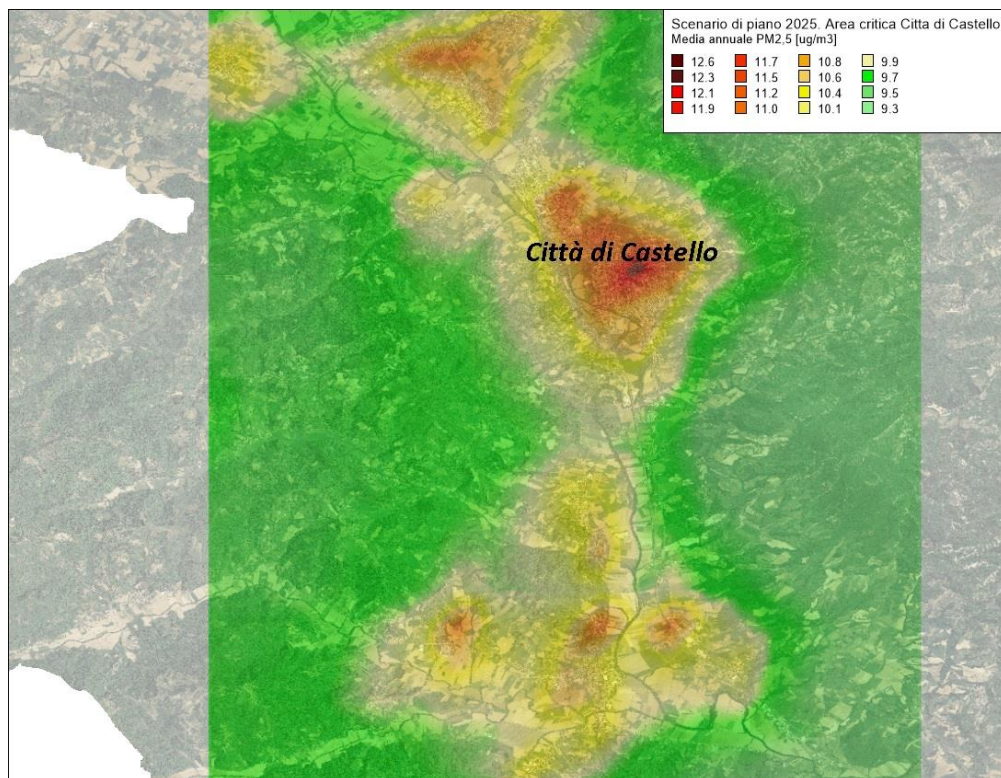 Scenario di piano 2025. Area critica Citta di Castello
Media annuale PM2,5 [ug/m3]
12.6 11.7 10.8 9.9
12.3 11.5 10.6 9.7
12.1 11.2 10.4 9.5
11.9 11.0 10.1 9.3
Città di Castello